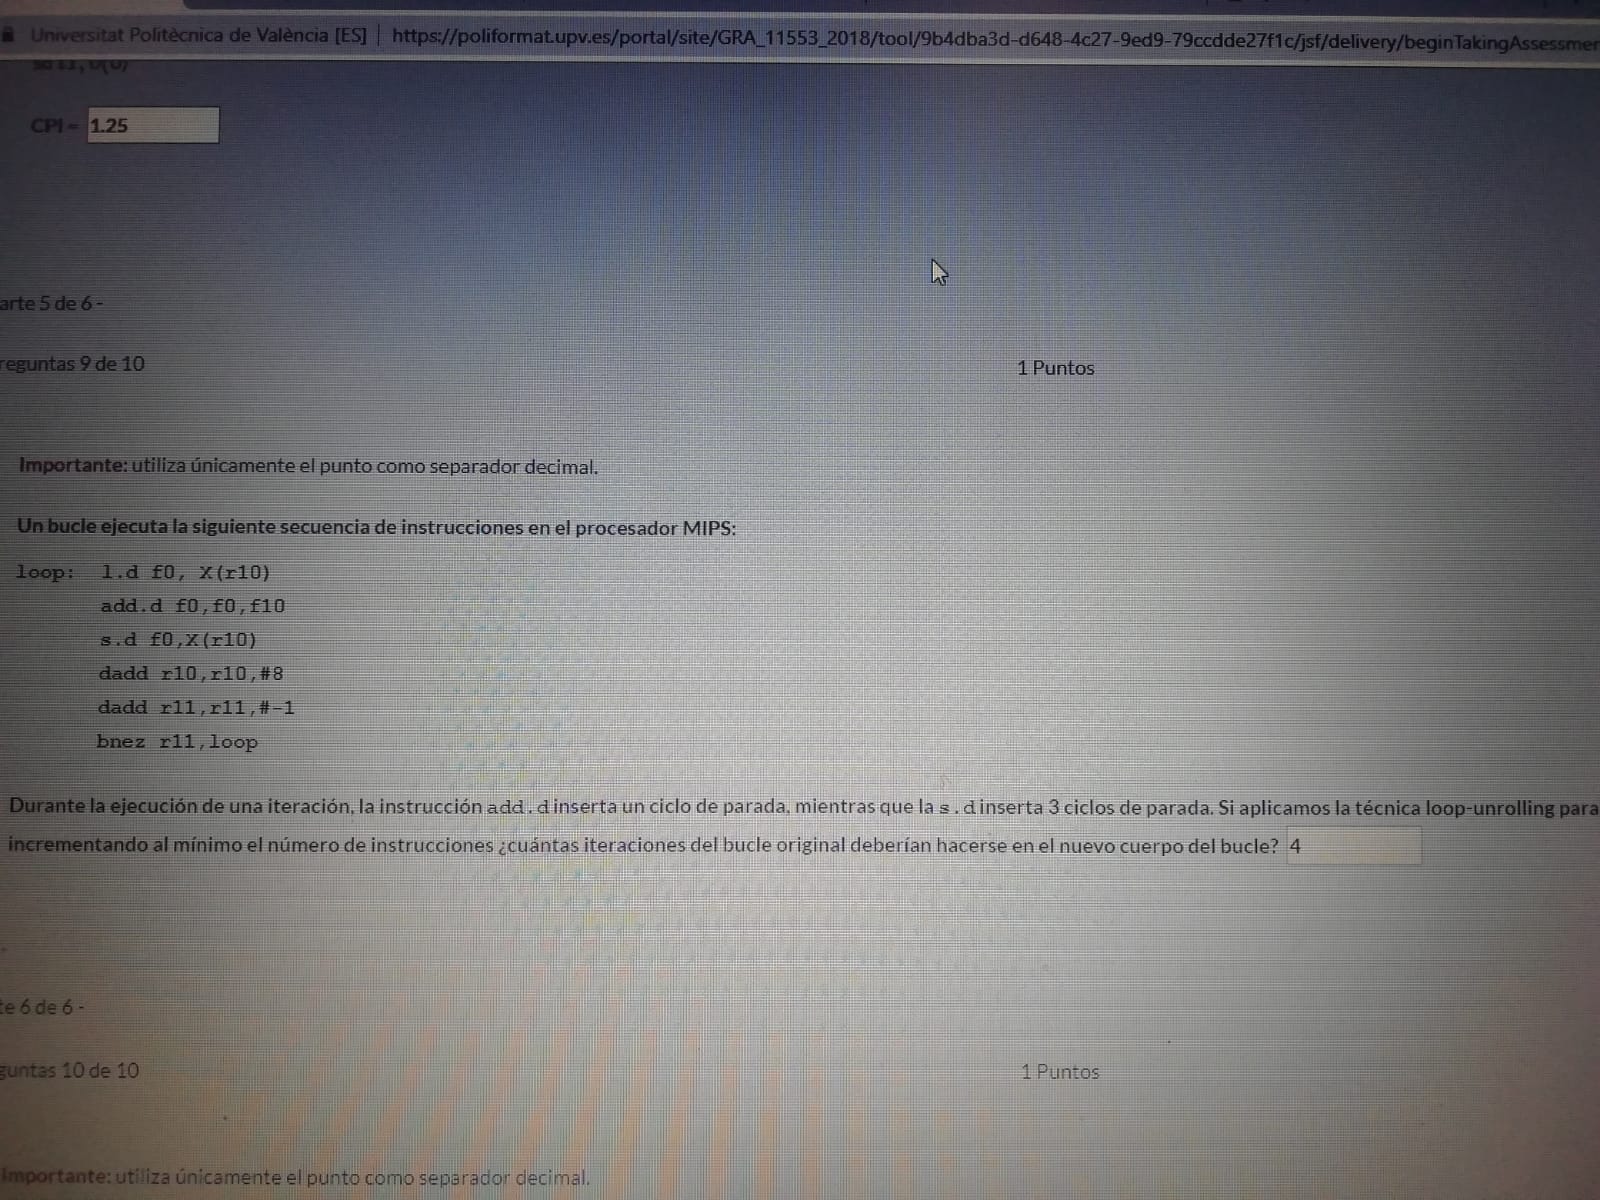 Universitat Politècnica de València [ES] | https://poliformat.upv.es/portal/site/GRA_11553_2018/tool/9b4dba3d-d648-4c27-9ed9-79ccdde27f1c/jsf/delivery/beginTakingAssessmen
CPI = 1.25
arte 5 de 6 -
reguntas 9 de 10
1 Puntos
Importante: utiliza únicamente el punto como separador decimal.
Un bucle ejecuta la siguiente secuencia de instrucciones en el procesador MIPS:
loop: l.d f0, X(r10)
add.d f0,f0,f10
s.d f0,X(r10)
dadd r10,r10,#8
dadd r11,r11,#-1
bnez r11,loop
Durante la ejecución de una iteración, la instrucción add.d inserta un ciclo de parada, mientras que la s.d inserta 3 ciclos de parada. Si aplicamos la técnica loop-unrolling para
incrementando al mínimo el número de instrucciones ¿cuántas iteraciones del bucle original deberían hacerse en el nuevo cuerpo del bucle? 4
te 6 de 6 -
guntas 10 de 10
1 Puntos
Importante: utiliza únicamente el punto como separador decimal.